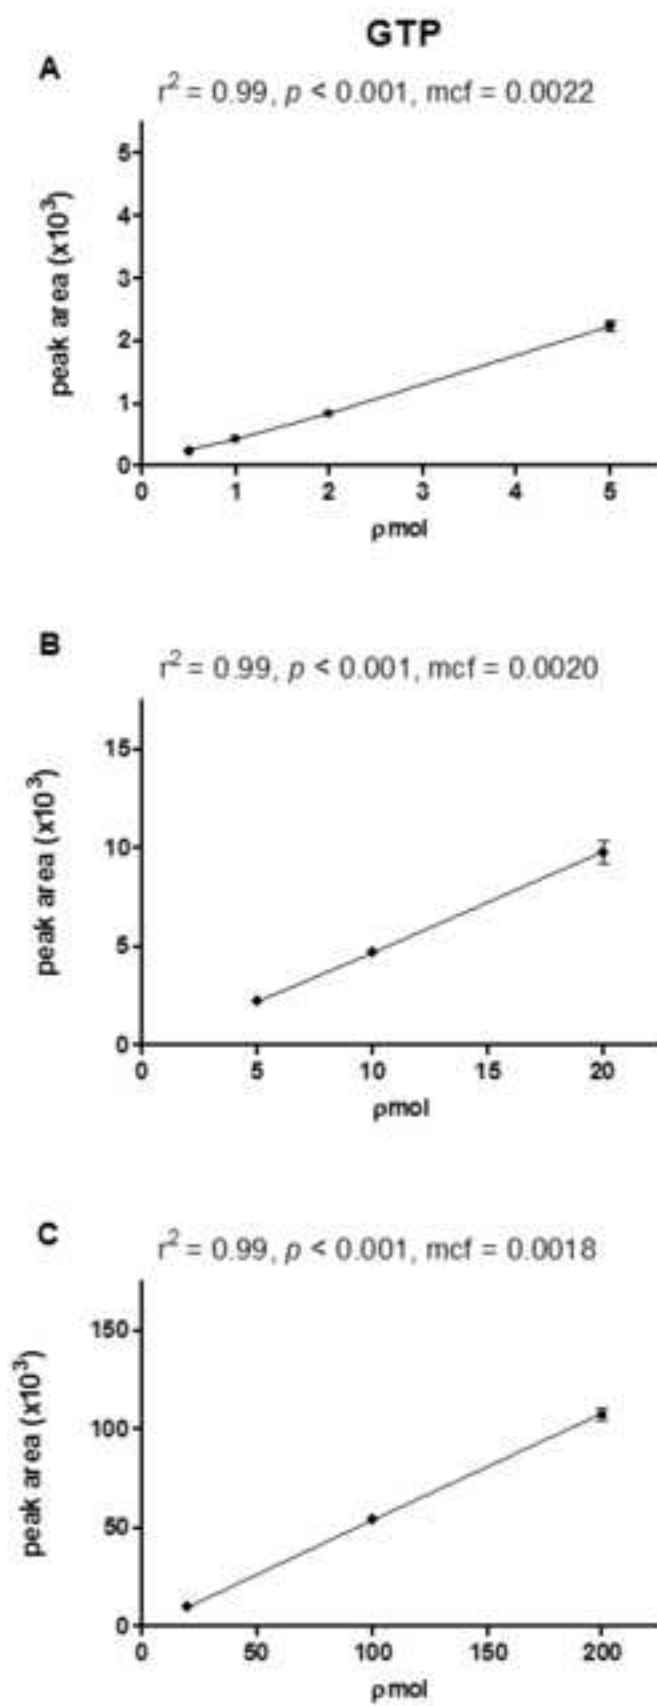 GTP
A
r² = 0.99, p < 0.001, mcf = 0.0022
peak area (x10³)
5
4
3
2
1
0
0 1 2 3 4 5
ρmol
B
r² = 0.99, p < 0.001, mcf = 0.0020
peak area (x10³)
15
10
5
0
0 5 10 15 20
ρmol
C
r² = 0.99, p < 0.001, mcf = 0.0018
peak area (x10³)
150
100
50
0
0 50 100 150 200
ρmol